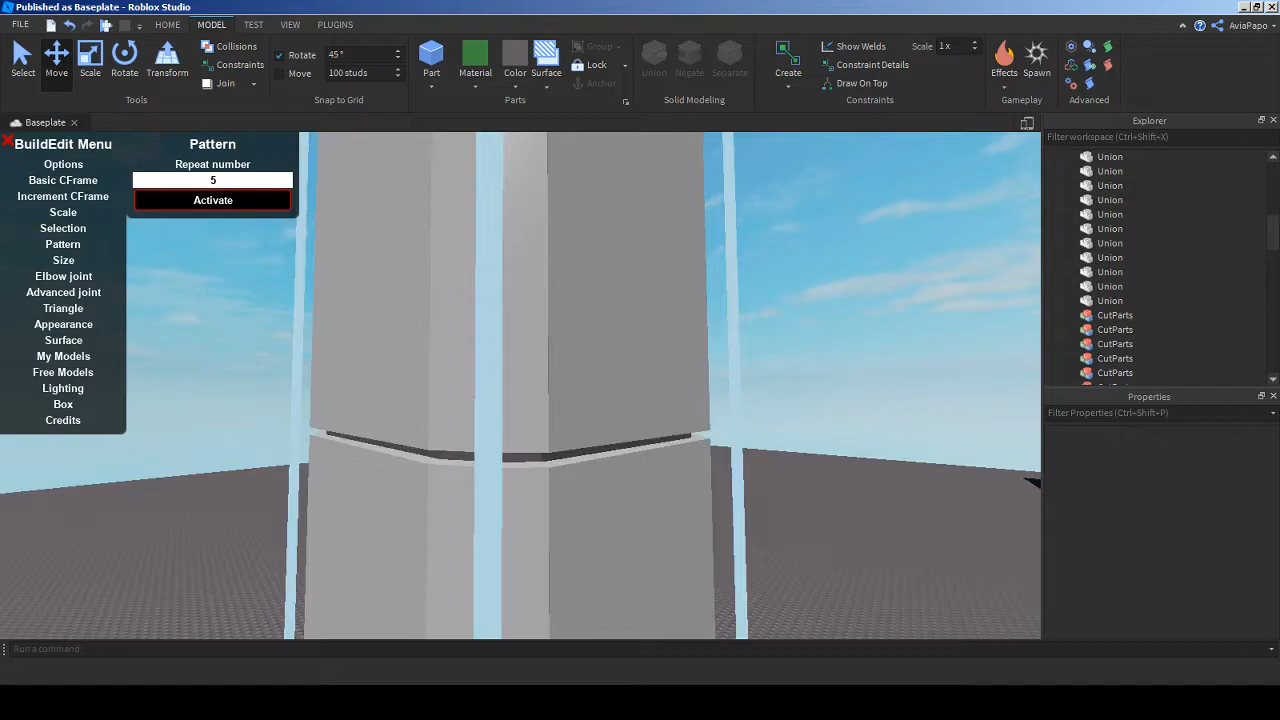 Published as Baseplate - Roblox Studio
FILE HOME MODEL TEST VIEW PLUGINS AviaPapo
Select Move Scale Rotate Transform
Collisions
Constraints
Join
Tools
Rotate 45°
Move 100 studs
Snap to Grid
Part Material Color Surface
Group
Lock
Anchor
Parts
Union Negate Separate
Solid Modeling
Create
Show Welds Scale 1x
Constraint Details
Draw On Top
Constraints
Effects Spawn
Gameplay
Advanced
Baseplate
BuildEdit Menu
Options
Basic CFrame
Increment CFrame
Scale
Selection
Pattern
Size
Elbow joint
Advanced joint
Triangle
Appearance
Surface
My Models
Free Models
Lighting
Box
Credits
Pattern
Repeat number
5
Activate
Explorer
Filter workspace (Ctrl+Shift+X)
Union
Union
Union
Union
Union
Union
Union
Union
Union
Union
Union
CutParts
CutParts
CutParts
CutParts
CutParts
Properties
Filter Properties (Ctrl+Shift+P)
Run a command